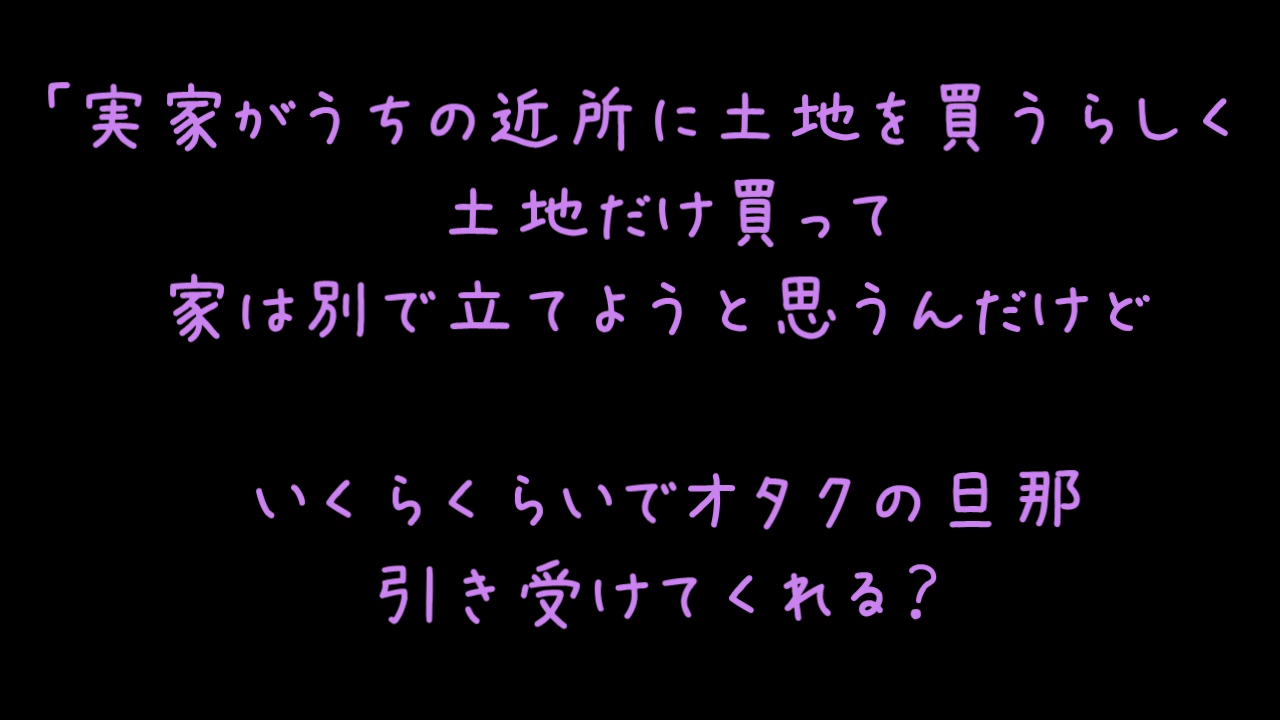 「実家がうちの近所に土地を買うらしく
土地だけ買って
家は別で立てようと思うんだけど
いくらくらいでオタクの旦那
引き受けてくれる？